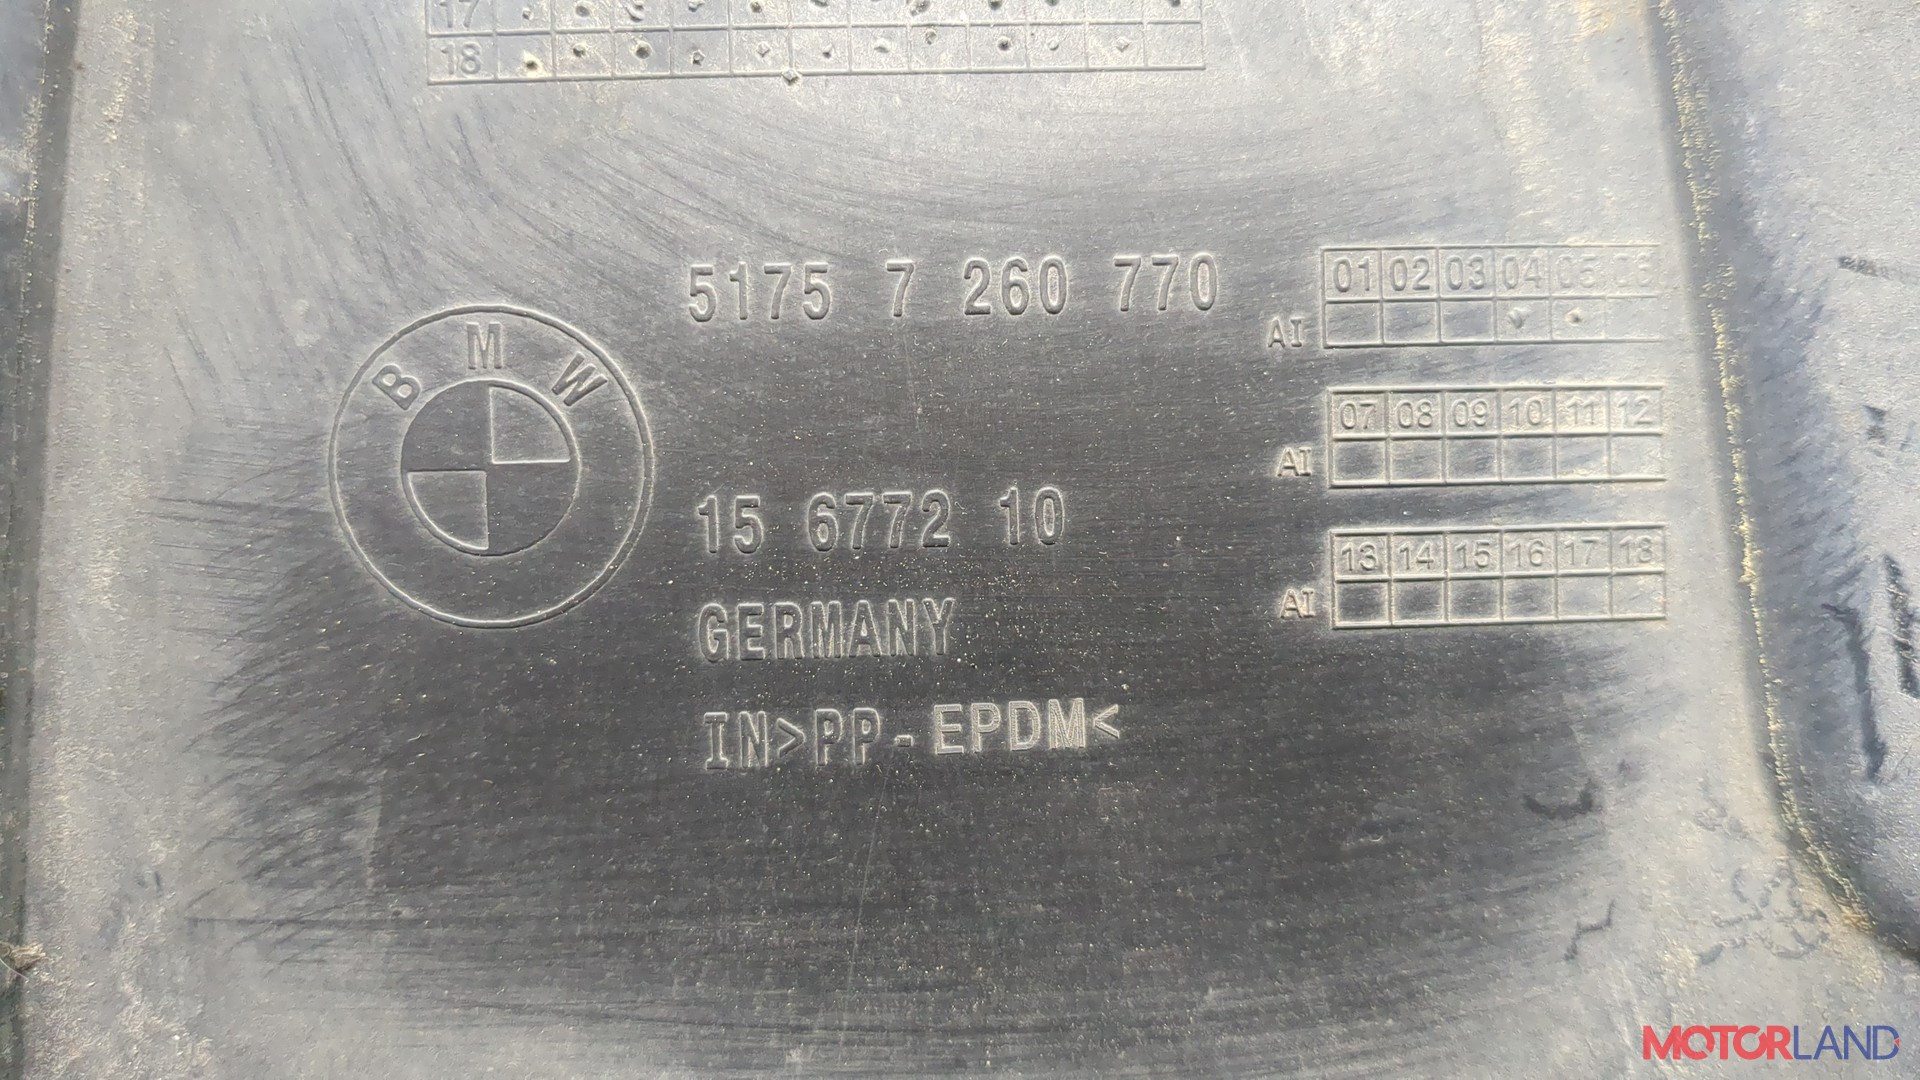 17
18
5175 7 260 770
01 02 03 04 05 06
AI
BMW
07 08 09 10 11 12
AI
15 6772 10
13 14 15 16 17 18
AI
GERMANY
IN>PP-EPDM<
MOTORLAND